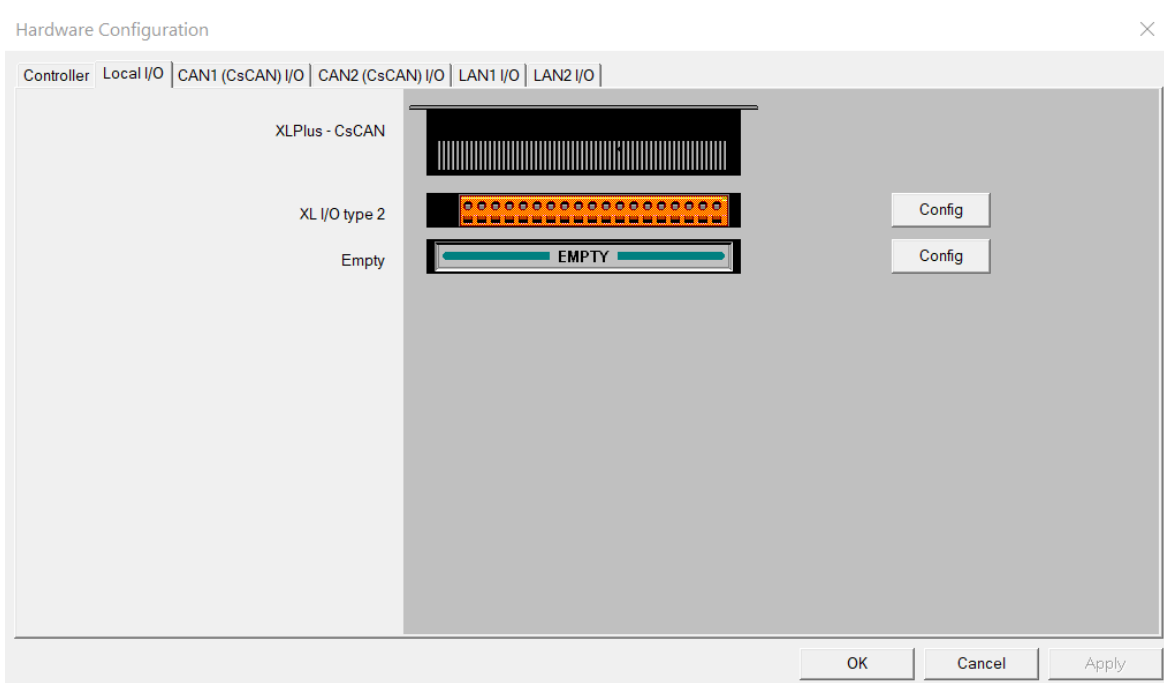 Hardware Configuration
Controller Local I/O CAN1 (CsCAN) I/O CAN2 (CsCAN) I/O LAN1 I/O LAN2 I/O
XLPlus - CsCAN
XL I/O type 2 Config
Empty EMPTY Config
OK Cancel Apply